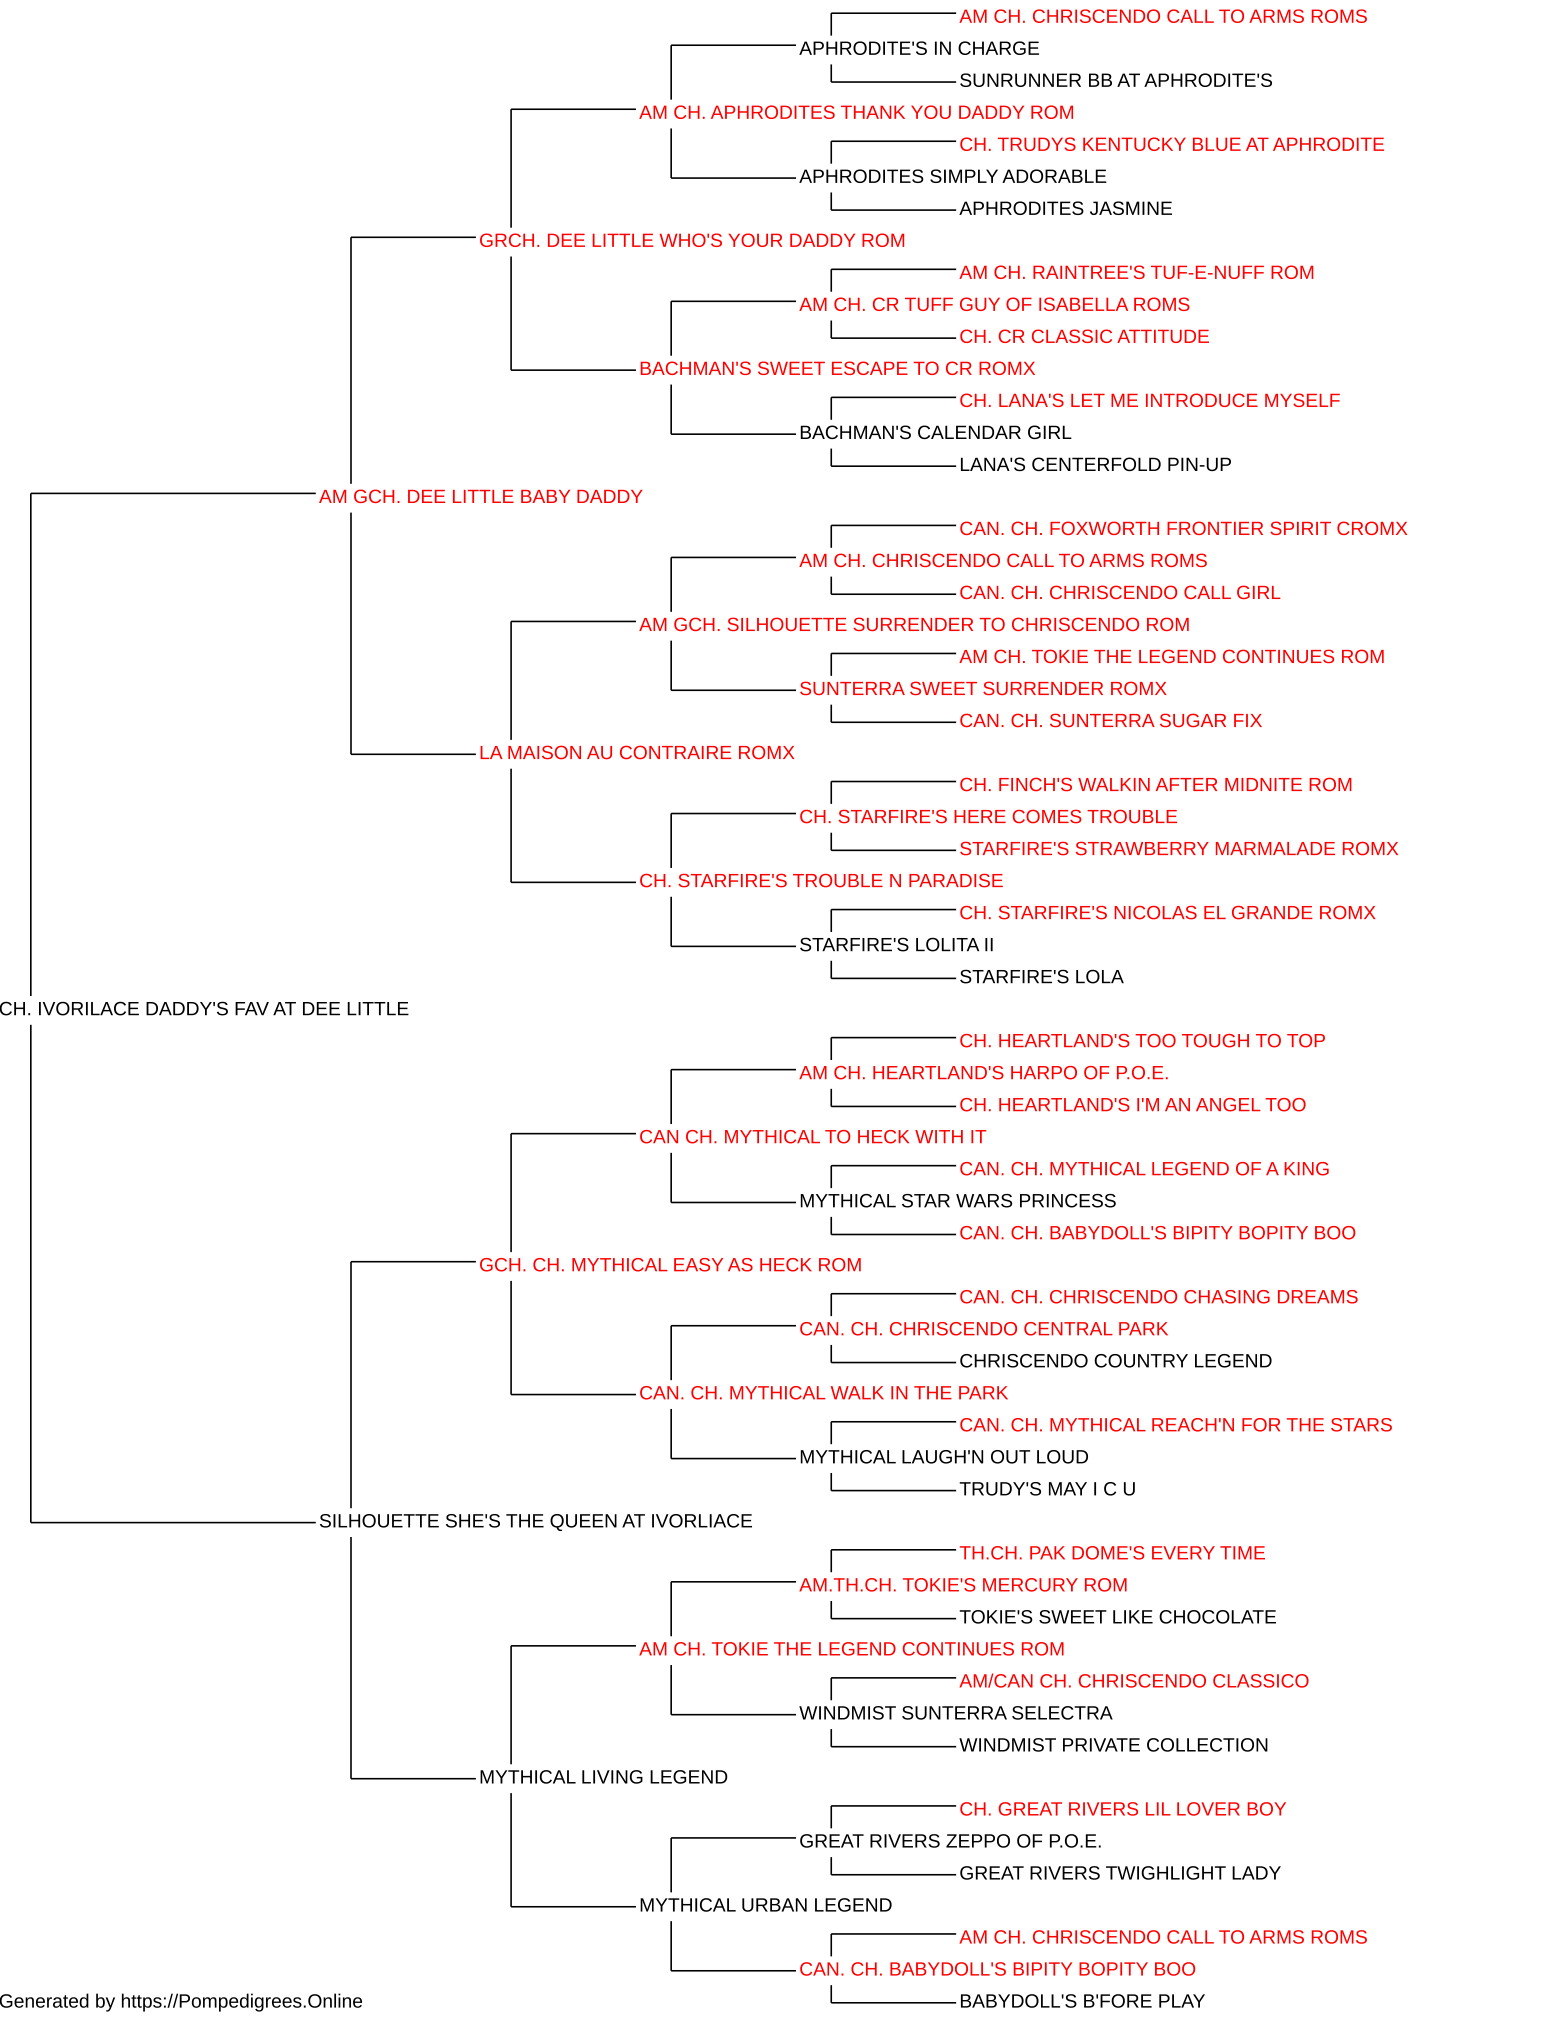 AM CH. CHRISCENDO CALL TO ARMS ROMS
APHRODITE'S IN CHARGE
SUNRUNNER BB AT APHRODITE'S
AM CH. APHRODITES THANK YOU DADDY ROM
CH. TRUDYS KENTUCKY BLUE AT APHRODITE
APHRODITES SIMPLY ADORABLE
APHRODITES JASMINE
GRCH. DEE LITTLE WHO'S YOUR DADDY ROM
AM CH. RAINTREE'S TUF-E-NUFF ROM
AM CH. CR TUFF GUY OF ISABELLA ROMS
CH. CR CLASSIC ATTITUDE
BACHMAN'S SWEET ESCAPE TO CR ROMX
CH. LANA'S LET ME INTRODUCE MYSELF
BACHMAN'S CALENDAR GIRL
LANA'S CENTERFOLD PIN-UP
AM GCH. DEE LITTLE BABY DADDY
CAN. CH. FOXWORTH FRONTIER SPIRIT CROMX
AM CH. CHRISCENDO CALL TO ARMS ROMS
CAN. CH. CHRISCENDO CALL GIRL
AM GCH. SILHOUETTE SURRENDER TO CHRISCENDO ROM
AM CH. TOKIE THE LEGEND CONTINUES ROM
SUNTERRA SWEET SURRENDER ROMX
CAN. CH. SUNTERRA SUGAR FIX
LA MAISON AU CONTRAIRE ROMX
CH. FINCH'S WALKIN AFTER MIDNITE ROM
CH. STARFIRE'S HERE COMES TROUBLE
STARFIRE'S STRAWBERRY MARMALADE ROMX
CH. STARFIRE'S TROUBLE N PARADISE
CH. STARFIRE'S NICOLAS EL GRANDE ROMX
STARFIRE'S LOLITA II
STARFIRE'S LOLA
CH. IVORILACE DADDY'S FAV AT DEE LITTLE
CH. HEARTLAND'S TOO TOUGH TO TOP
AM CH. HEARTLAND'S HARPO OF P.O.E.
CH. HEARTLAND'S I'M AN ANGEL TOO
CAN CH. MYTHICAL TO HECK WITH IT
CAN. CH. MYTHICAL LEGEND OF A KING
MYTHICAL STAR WARS PRINCESS
CAN. CH. BABYDOLL'S BIPITY BOPITY BOO
GCH. CH. MYTHICAL EASY AS HECK ROM
CAN. CH. CHRISCENDO CHASING DREAMS
CAN. CH. CHRISCENDO CENTRAL PARK
CHRISCENDO COUNTRY LEGEND
CAN. CH. MYTHICAL WALK IN THE PARK
CAN. CH. MYTHICAL REACH'N FOR THE STARS
MYTHICAL LAUGH'N OUT LOUD
TRUDY'S MAY I C U
SILHOUETTE SHE'S THE QUEEN AT IVORLIACE
TH.CH. PAK DOME'S EVERY TIME
AM.TH.CH. TOKIE'S MERCURY ROM
TOKIE'S SWEET LIKE CHOCOLATE
AM CH. TOKIE THE LEGEND CONTINUES ROM
AM/CAN CH. CHRISCENDO CLASSICO
WINDMIST SUNTERRA SELECTRA
WINDMIST PRIVATE COLLECTION
MYTHICAL LIVING LEGEND
CH. GREAT RIVERS LIL LOVER BOY
GREAT RIVERS ZEPPO OF P.O.E.
GREAT RIVERS TWIGHLIGHT LADY
MYTHICAL URBAN LEGEND
AM CH. CHRISCENDO CALL TO ARMS ROMS
CAN. CH. BABYDOLL'S BIPITY BOPITY BOO
BABYDOLL'S B'FORE PLAY
Generated by https://Pompedigrees.Online